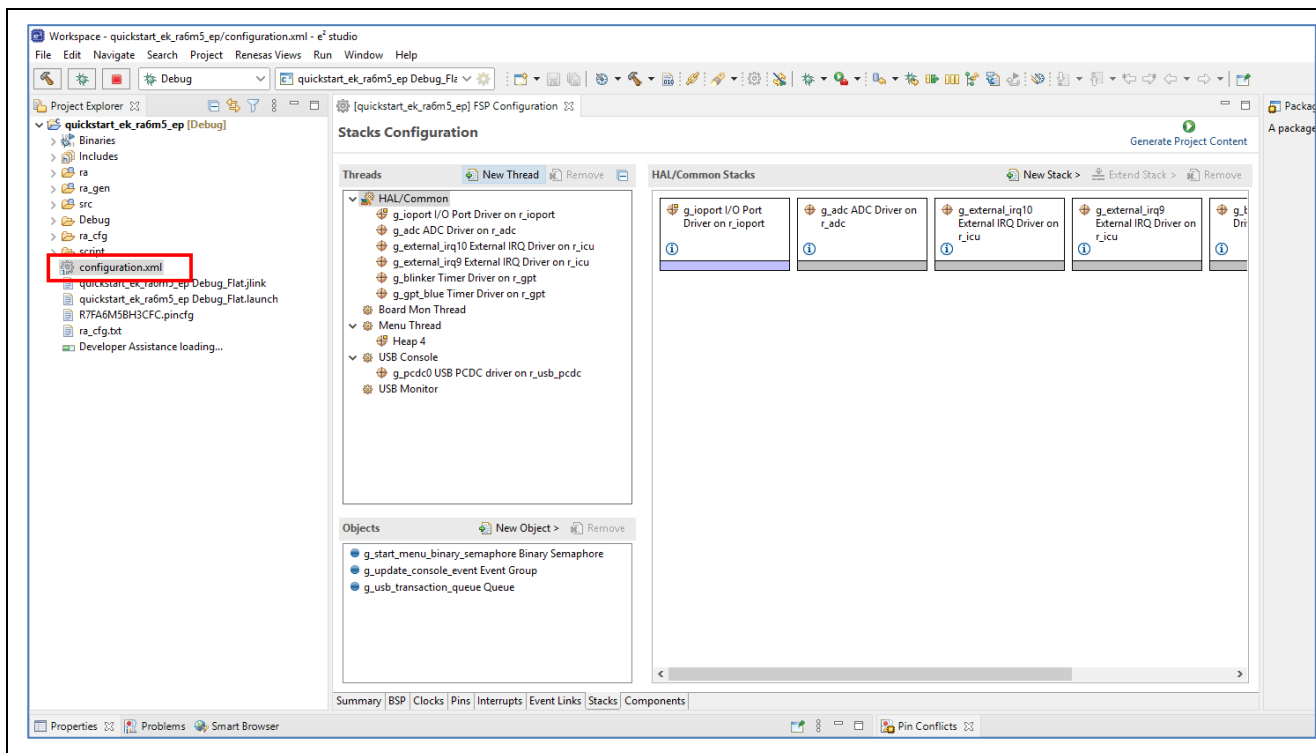 Workspace - quickstart_ek_ra6m5_ep/configuration.xml - e² studio
File Edit Navigate Search Project Renesas Views Run Window Help
Debug
quickstart_ek_ra6m5_ep Debug_Fla
Project Explorer
quickstart_ek_ra6m5_ep [Debug]
Binaries
Includes
ra
ra_gen
src
Debug
ra_cfg
script
configuration.xml
quickstart_ek_ra6m5_ep Debug_Flat.jlink
quickstart_ek_ra6m5_ep Debug_Flat.launch
R7FA6M5BH3CFC.pincfg
ra_cfg.txt
Developer Assistance loading...
[quickstart_ek_ra6m5_ep] FSP Configuration
Stacks Configuration
Generate Project Content
Threads
New Thread
Remove
HAL/Common
g_ioport I/O Port Driver on r_ioport
g_adc ADC Driver on r_adc
g_external_irq10 External IRQ Driver on r_icu
g_external_irq9 External IRQ Driver on r_icu
g_blinker Timer Driver on r_gpt
g_gpt_blue Timer Driver on r_gpt
Board Mon Thread
Menu Thread
Heap 4
USB Console
g_pcdc0 USB PCDC driver on r_usb_pcdc
USB Monitor
Objects
New Object >
Remove
g_start_menu_binary_semaphore Binary Semaphore
g_update_console_event Event Group
g_usb_transaction_queue Queue
HAL/Common Stacks
New Stack >
Extend Stack >
Remove
g_ioport I/O Port
Driver on r_ioport
g_adc ADC Driver on
r_adc
g_external_irq10
External IRQ Driver on
r_icu
g_external_irq9
External IRQ Driver on
r_icu
g_b
Dri
Summary BSP Clocks Pins Interrupts Event Links Stacks Components
Packag
A package
Properties
Problems
Smart Browser
Pin Conflicts